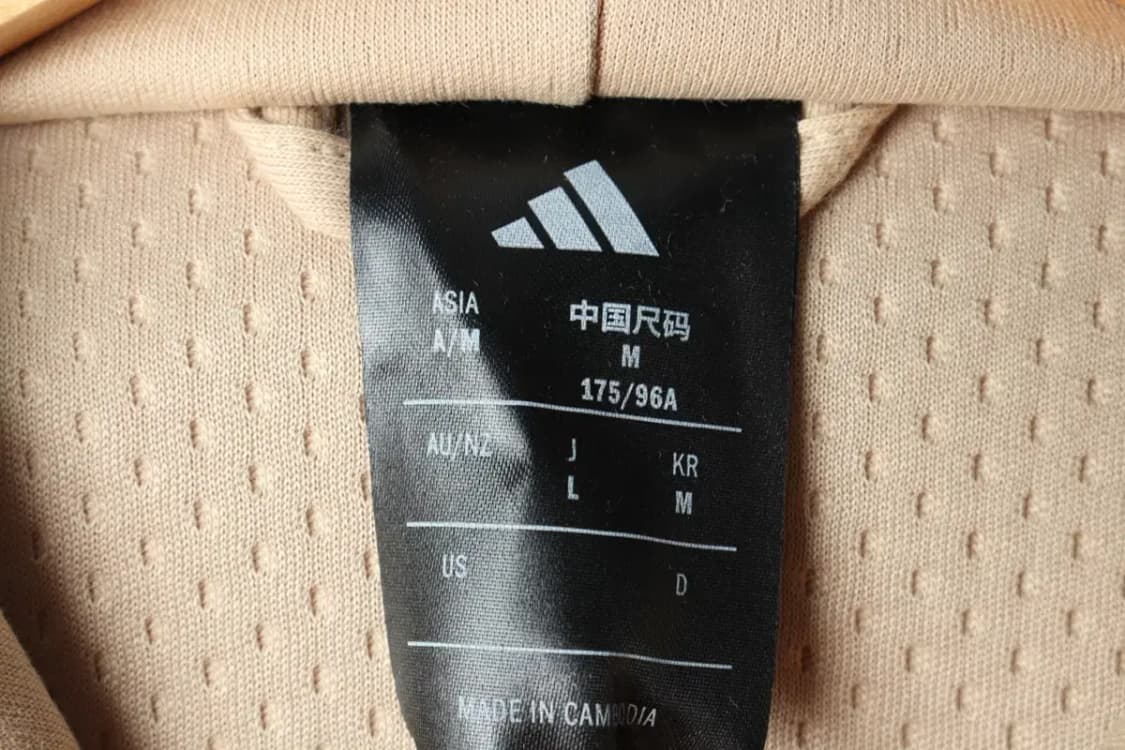 ASIA 中国尺码
A/M M
175/96A
AU/NZ J KR
L M
US D
MADE IN CAMBODIA